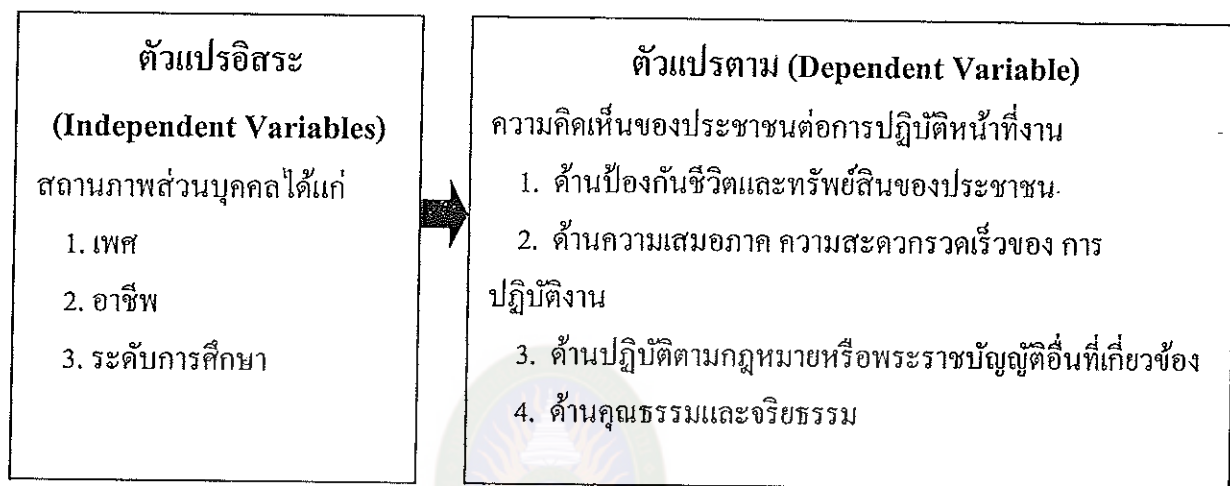 ตัวแปรอิสระ
(Independent Variables)
สถานภาพส่วนบุคคลได้แก่
1. เพศ
2. อาชีพ
3. ระดับการศึกษา
ตัวแปรตาม (Dependent Variable)
ความคิดเห็นของประชาชนต่อการปฏิบัติหน้าที่งาน
1. ด้านป้องกันชีวิตและทรัพย์สินของประชาชน
2. ด้านความเสมอภาค ความสะดวกรวดเร็วของ การ
ปฏิบัติงาน
3. ด้านปฏิบัติตามกฎหมายหรือพระราชบัญญัติอื่นที่เกี่ยวข้อง
4. ด้านคุณธรรมและจริยธรรม